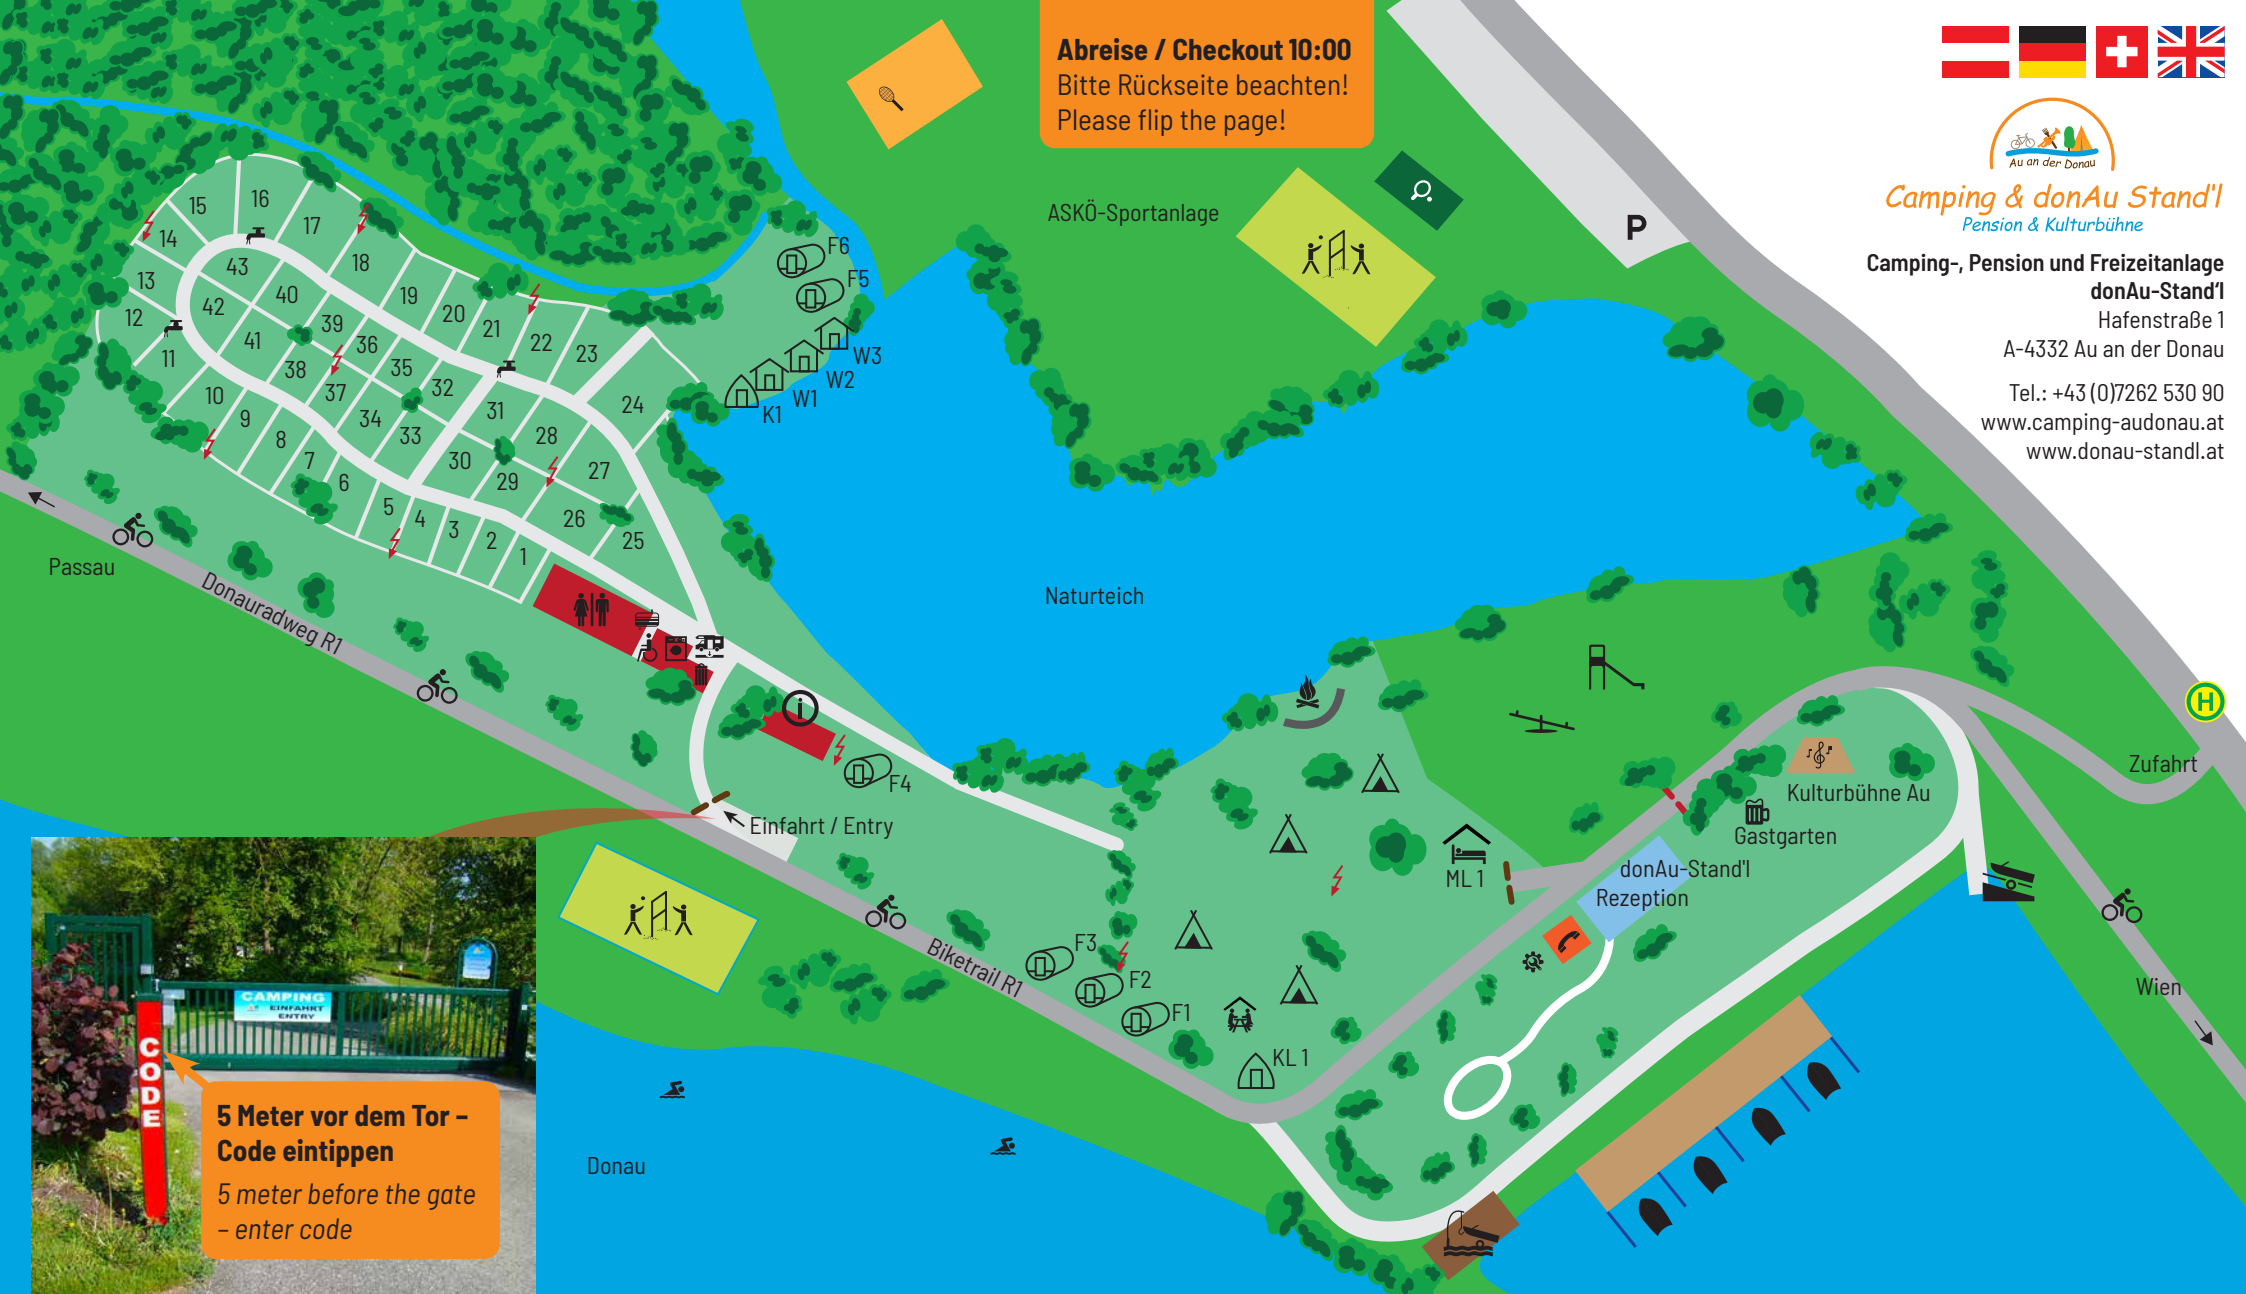 Abreise / Checkout 10:00
Bitte Rückseite beachten!
Please flip the page!
Au an der Donau
Camping & donAu Stand'l
Pension & Kulturbühne
Camping-, Pension und Freizeitanlage
donAu-Stand'l
Hafenstraße 1
A-4332 Au an der Donau
Tel.: +43 (0)7262 530 90
www.camping-audonau.at
www.donau-standl.at
ASKÖ-Sportanlage
P
15
16
17
14
18
13
43
40
19
12
42
39
20
41
36
21
11
38
35
22
23
10
37
32
24
9
34
31
8
33
28
7
30
27
6
29
5
4
26
3
2
25
1
F6
F5
W3
W2
W1
K1
Naturteich
Passau
Donauradweg R1
i
F4
Einfahrt / Entry
Biketrail R1
F3
F2
F1
KL 1
ML 1
H
Zufahrt
Kulturbühne Au
Gastgarten
donAu-Stand'l
Rezeption
Wien
Donau
CAMPING
EINFAHRT
ENTRY
CODE
5 Meter vor dem Tor –
Code eintippen
5 meter before the gate
– enter code